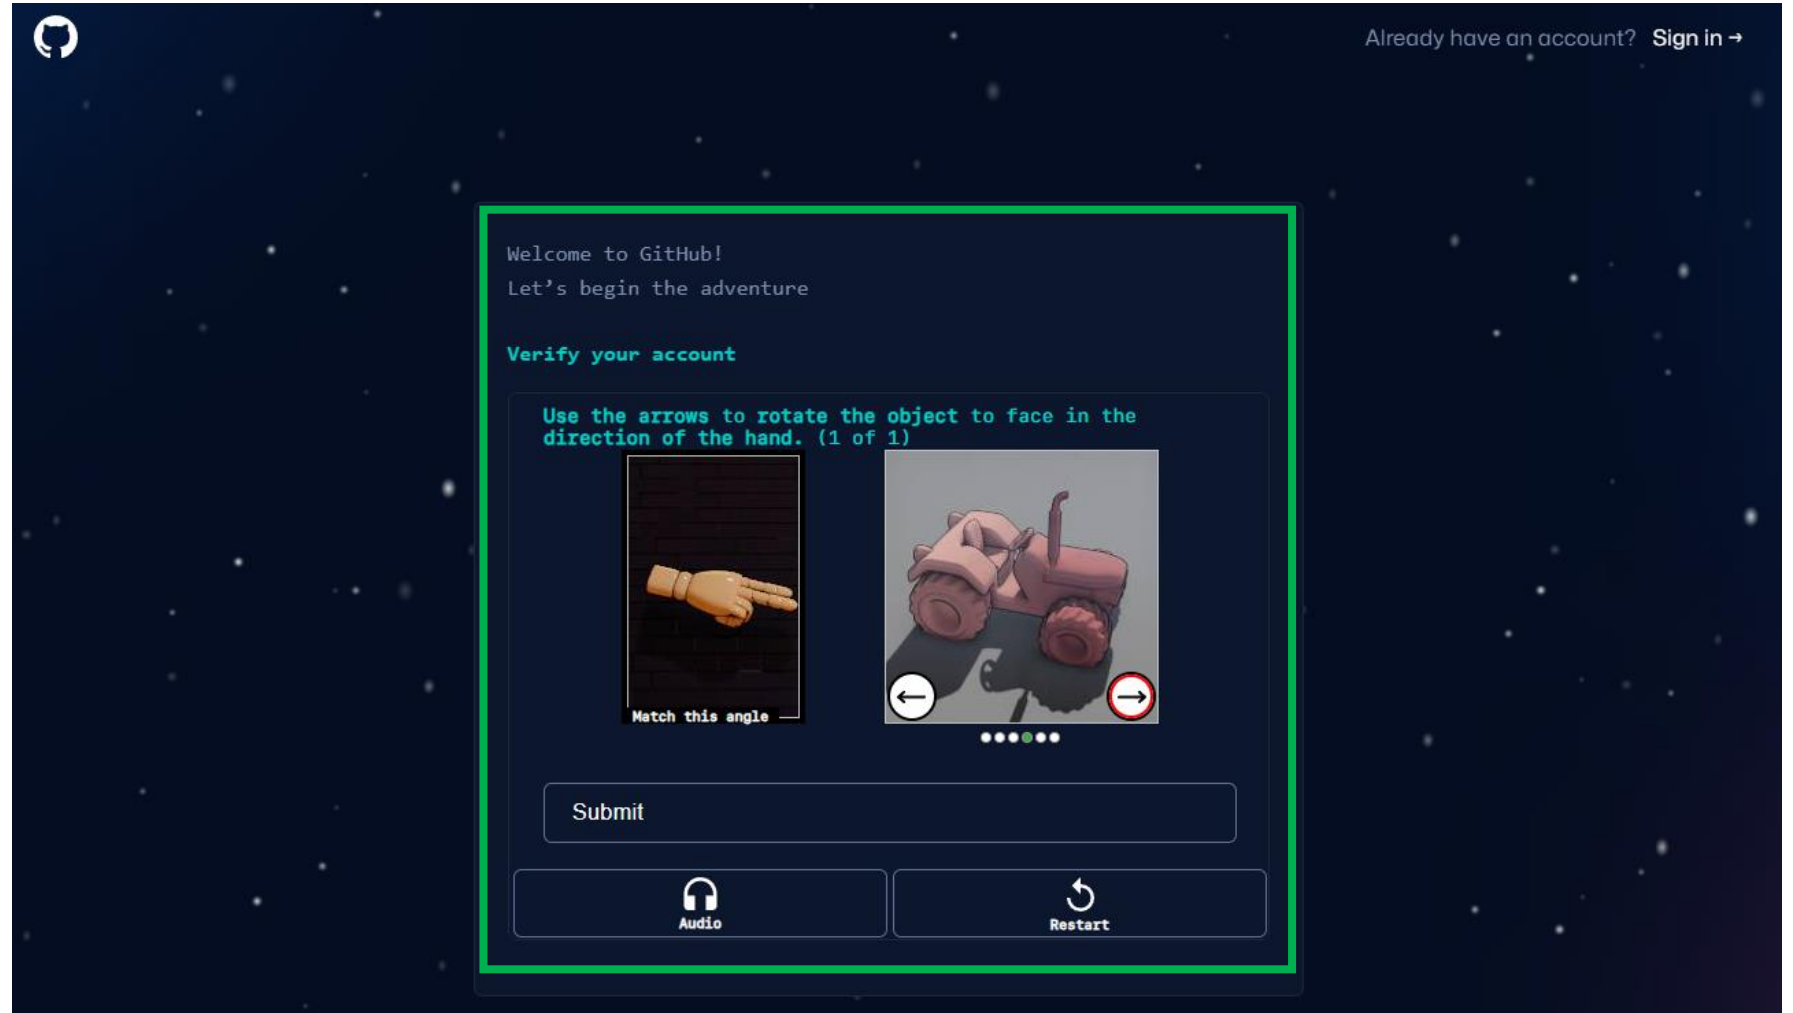 Already have an account? Sign in →
Welcome to GitHub!
Let's begin the adventure
Verify your account
Use the arrows to rotate the object to face in the
direction of the hand. (1 of 1)
Match this angle
Submit
Audio
Restart